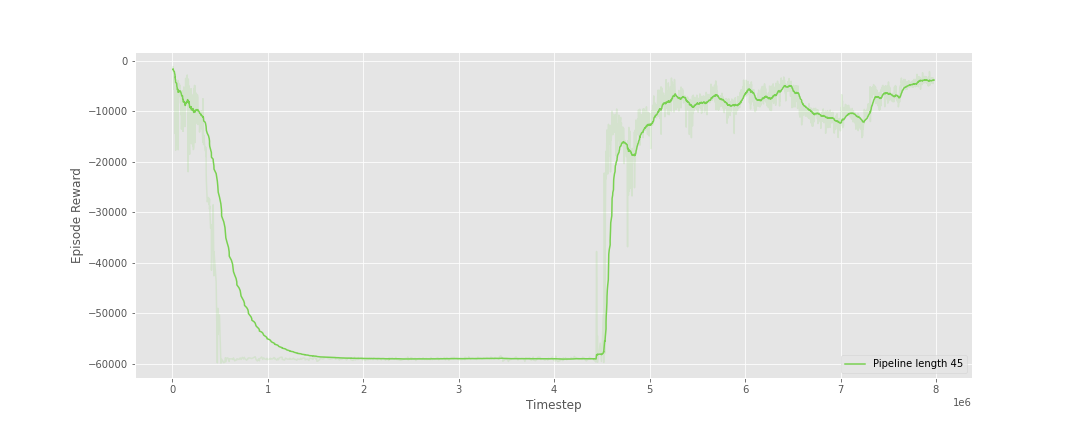 0
−10000
−20000
−30000
−40000
−50000
−60000
Episode Reward
Pipeline length 45
0 1 2 3 4 5 6 7 8
1e6
Timestep